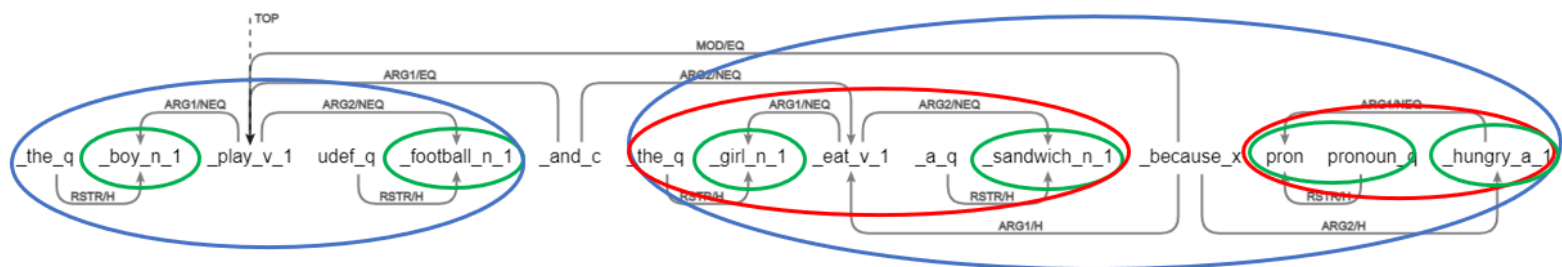 TOP
MOD/EQ
ARG1/EQ ARG2/NEQ
ARG1/NEQ ARG2/NEQ ARG1/NEQ ARG2/NEQ ARG1/NEQ
_the_q _boy_n_1 _play_v_1 udef_q _football_n_1 _and_c _the_q _girl_n_1 _eat_v_1 _a_q _sandwich_n_1 _because_x pron pronoun_q _hungry_a_1
RSTR/H RSTR/H RSTR/H RSTR/H RSTR/H
ARG1/H ARG2/H